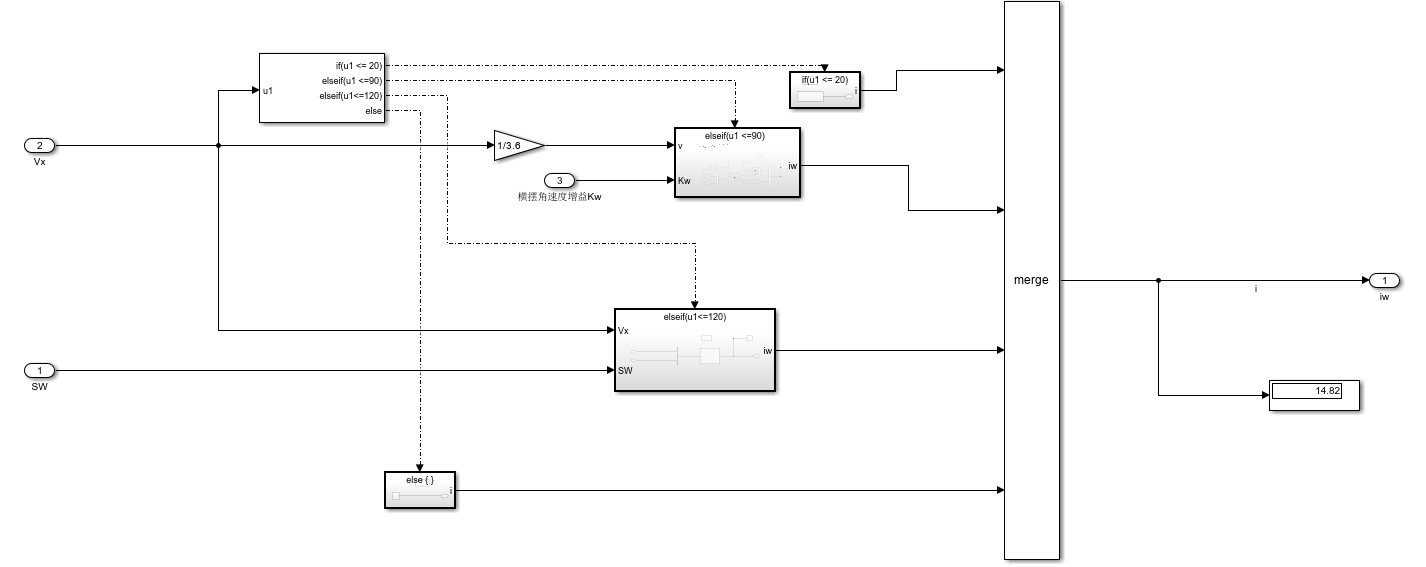 if(u1 <= 20)
elseif(u1 <=90)
elseif(u1<=120)
else
u1
if(u1 <= 20)
i
2
Vx
1/3.6
elseif(u1 <=90)
v
iw
Kw
3
横摆角速度增益Kw
merge
i
1
iw
elseif(u1<=120)
Vx
iw
SW
1
SW
14.82
else { }
i